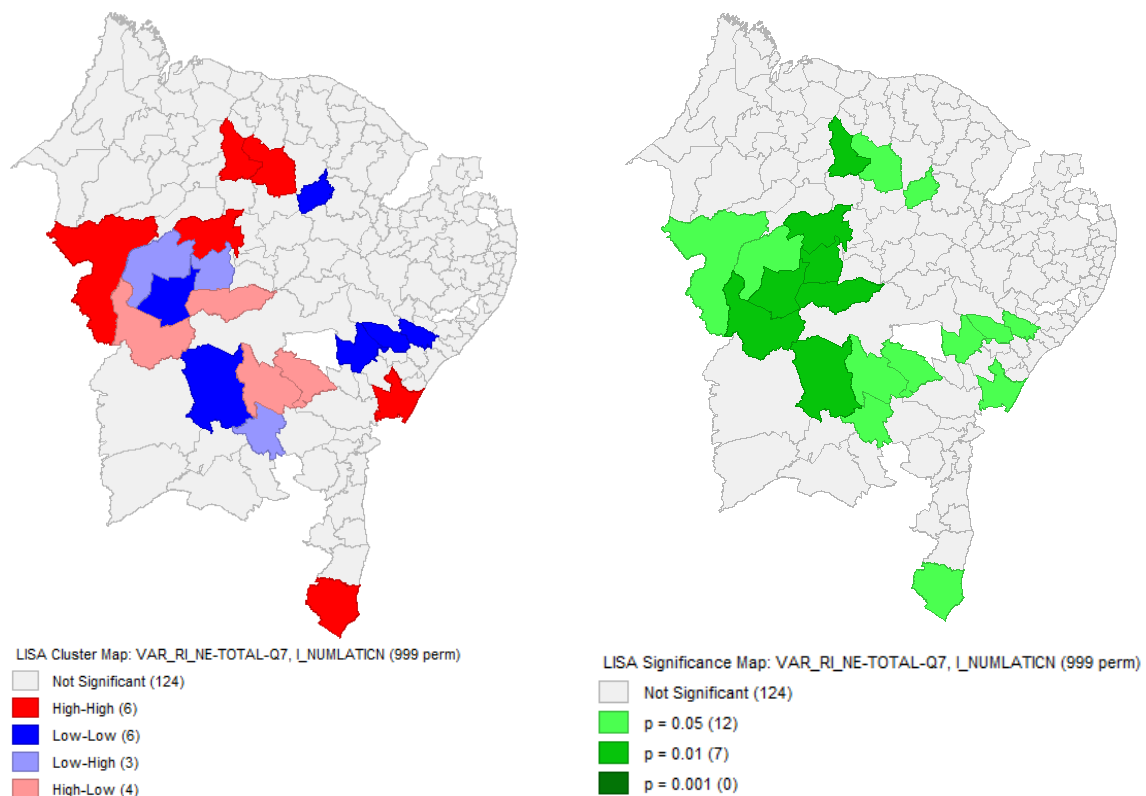 LISA Cluster Map: VAR_RI_NE-TOTAL-Q7, I_NUMLATICN (999 perm)
Not Significant (124)
High-High (6)
Low-Low (6)
Low-High (3)
High-Low (4)
LISA Significance Map: VAR_RI_NE-TOTAL-Q7, I_NUMLATICN (999 perm)
Not Significant (124)
p = 0.05 (12)
p = 0.01 (7)
p = 0.001 (0)